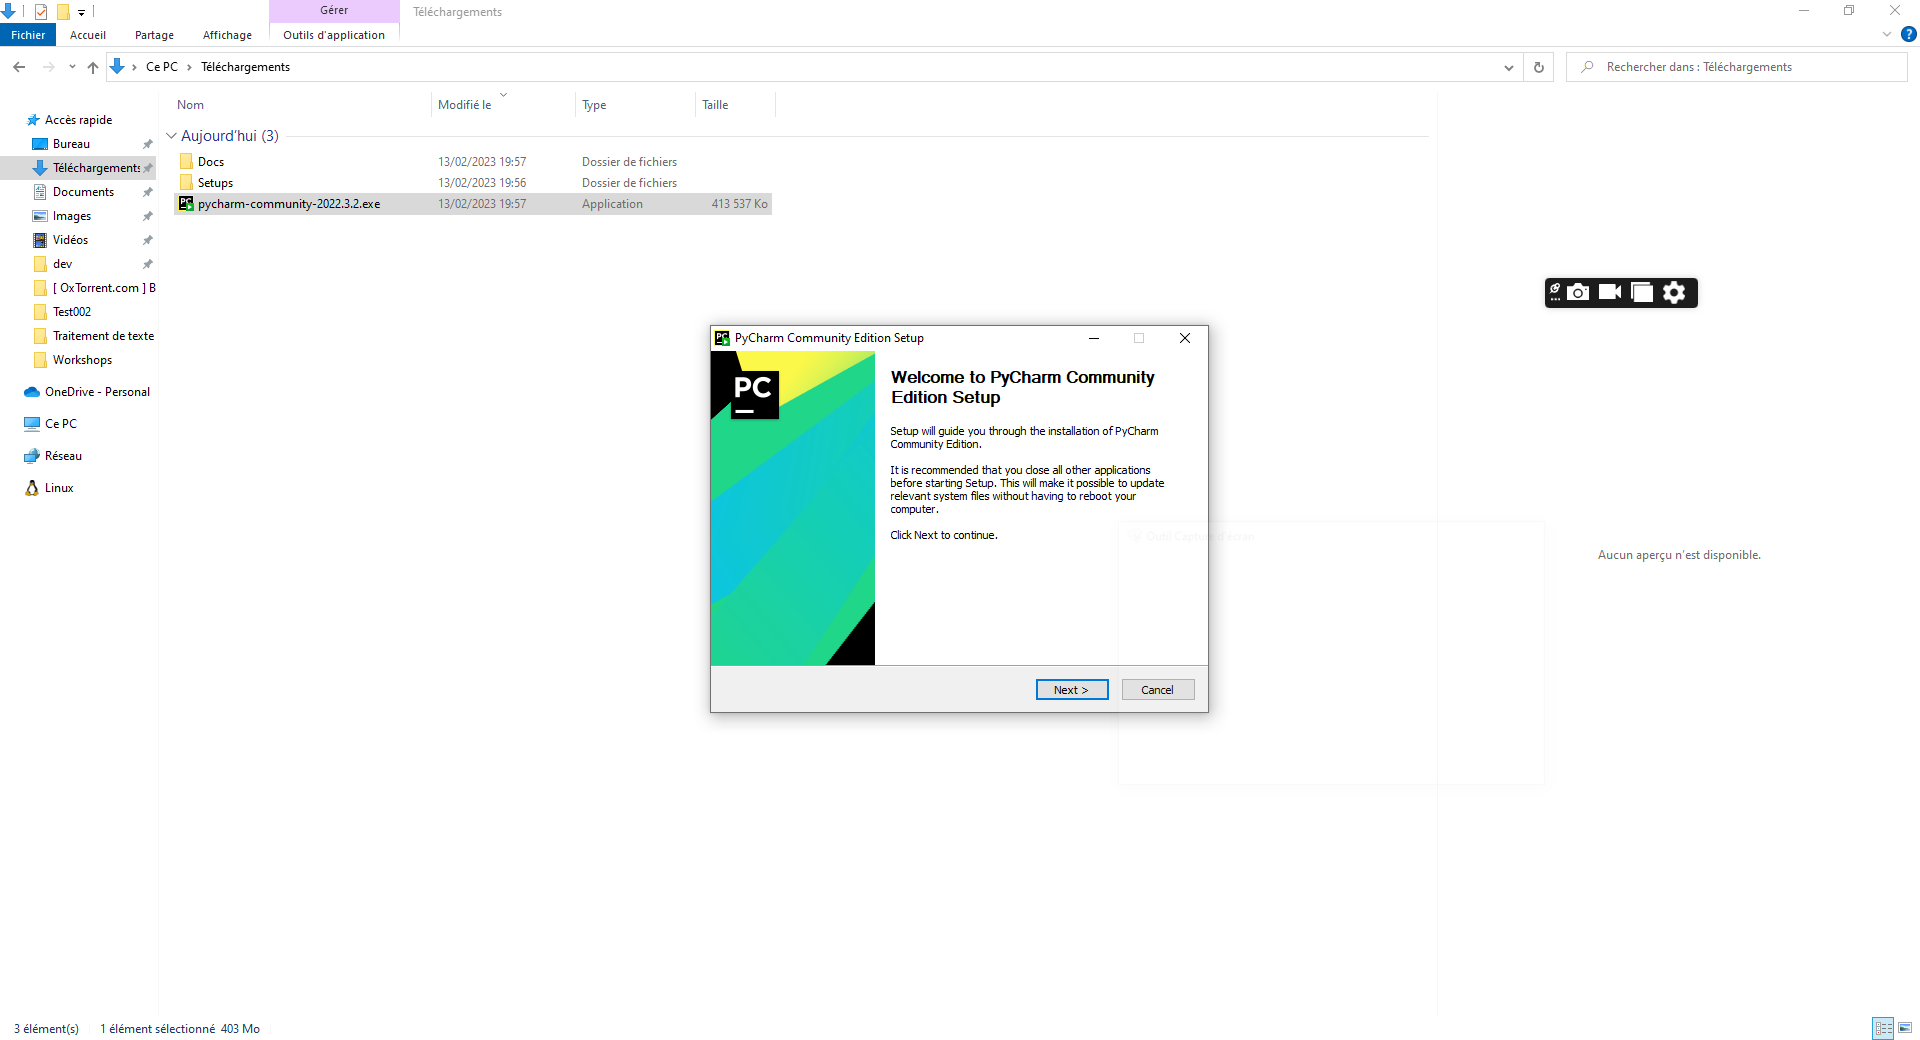 Gérer
Téléchargements
Fichier
Accueil
Partage
Affichage
Outils d'application
?
Ce PC
Téléchargements
Rechercher dans : Téléchargements
Nom
Modifié le
Type
Taille
Aujourd'hui (3)
Docs
13/02/2023 19:57
Dossier de fichiers
Setups
13/02/2023 19:56
Dossier de fichiers
pycharm-community-2022.3.2.exe
13/02/2023 19:57
Application
413 537 Ko
Accès rapide
Bureau
Téléchargements
Documents
Images
Vidéos
dev
[ OxTorrent.com ] B
Test002
Traitement de texte
Workshops
OneDrive - Personal
Ce PC
Réseau
Linux
PyCharm Community Edition Setup
PC
Welcome to PyCharm Community
Edition Setup
Setup will guide you through the installation of PyCharm
Community Edition.
It is recommended that you close all other applications
before starting Setup. This will make it possible to update
relevant system files without having to reboot your
computer.
Click Next to continue.
Outil Capture d'écran
Next >
Cancel
Aucun aperçu n'est disponible.
3 élément(s)
1 élément sélectionné 403 Mo